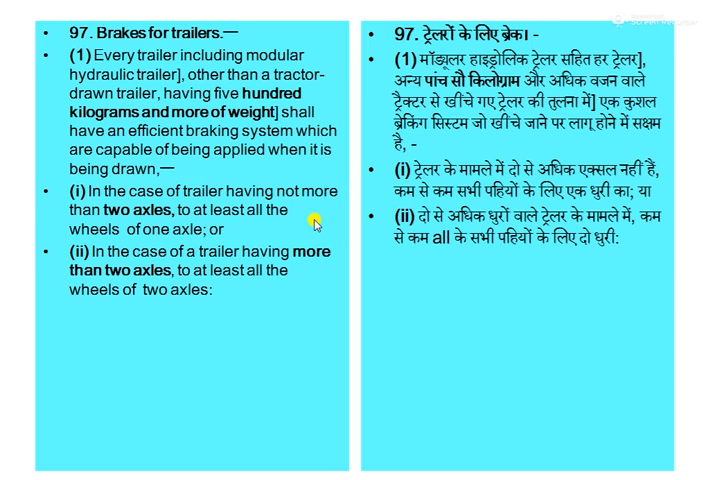 • 97. Brakes for trailers.—
• (1) Every trailer including modular
hydraulic trailer], other than a tractor-
drawn trailer, having five hundred
kilograms and more of weight] shall
have an efficient braking system which
are capable of being applied when it is
being drawn,—
• (i) In the case of trailer having not more
than two axles, to at least all the
wheels of one axle; or
• (ii) In the case of a trailer having more
than two axles, to at least all the
wheels of two axles:
• 97. ट्रेलरों के लिए ब्रेक। -
• (1) मॉड्यूलर हाइड्रोलिक ट्रेलर सहित हर ट्रेलर],
अन्य पांच सौ किलोग्राम और अधिक वजन वाले
ट्रैक्टर से खींचे गए ट्रेलर की तुलना में] एक कुशल
ब्रेकिंग सिस्टम जो खींचे जाने पर लागू होने में सक्षम
है, -
• (i) ट्रेलर के मामले में दो से अधिक एक्सल नहीं हैं,
कम से कम सभी पहियों के लिए एक धुरी का; या
• (ii) दो से अधिक धुरों वाले ट्रेलर के मामले में, कम
से कम all के सभी पहियों के लिए दो धुरी:
Screen Recorder